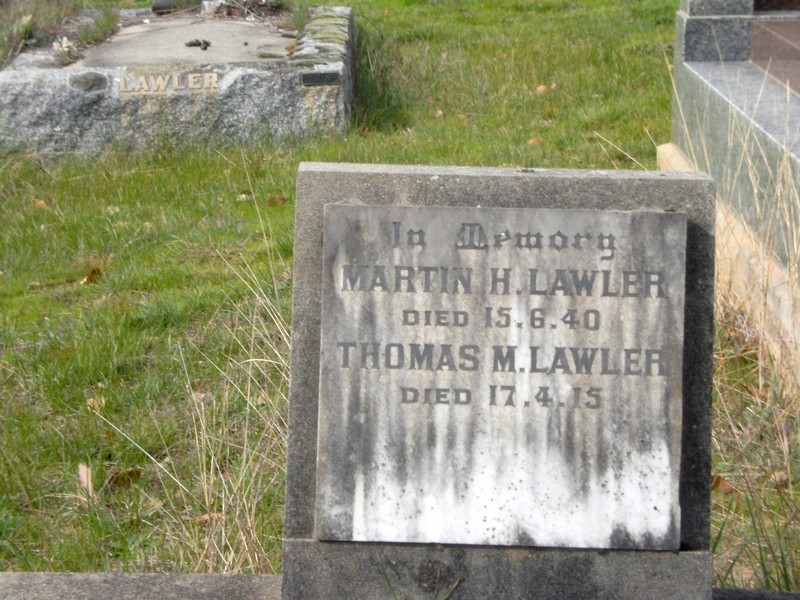 LAWLER
In Memory
MARTIN H. LAWLER
DIED 15.6.40
THOMAS M. LAWLER
DIED 17.4.15